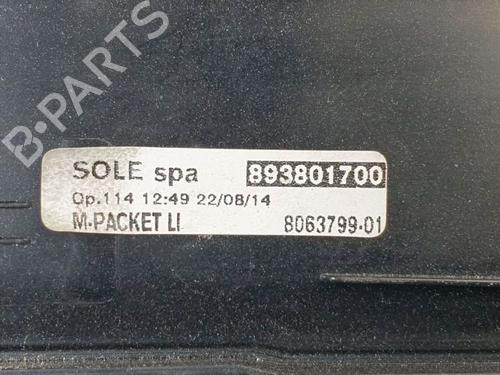 B-PARTS
SOLE spa 893801700
Op.114 12:49 22/08/14
M-PACKET LI 8063799-01